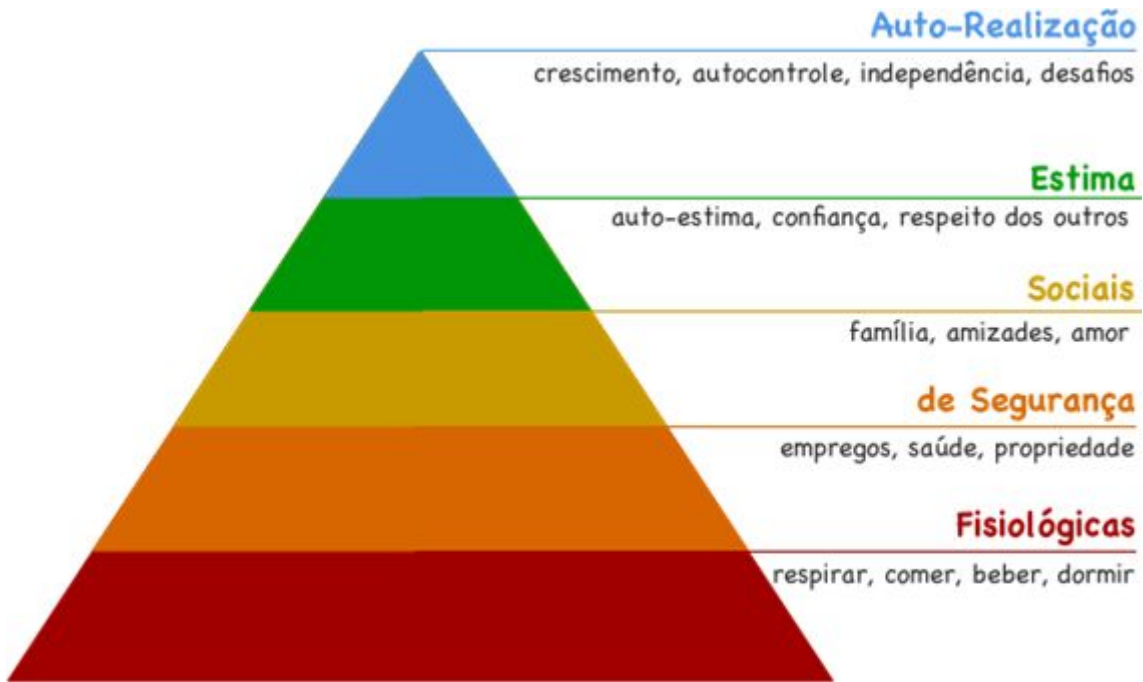 Auto-Realização
crescimento, autocontrole, independência, desafios
Estima
auto-estima, confiança, respeito dos outros
Sociais
família, amizades, amor
de Segurança
empregos, saúde, propriedade
Fisiológicas
respirar, comer, beber, dormir